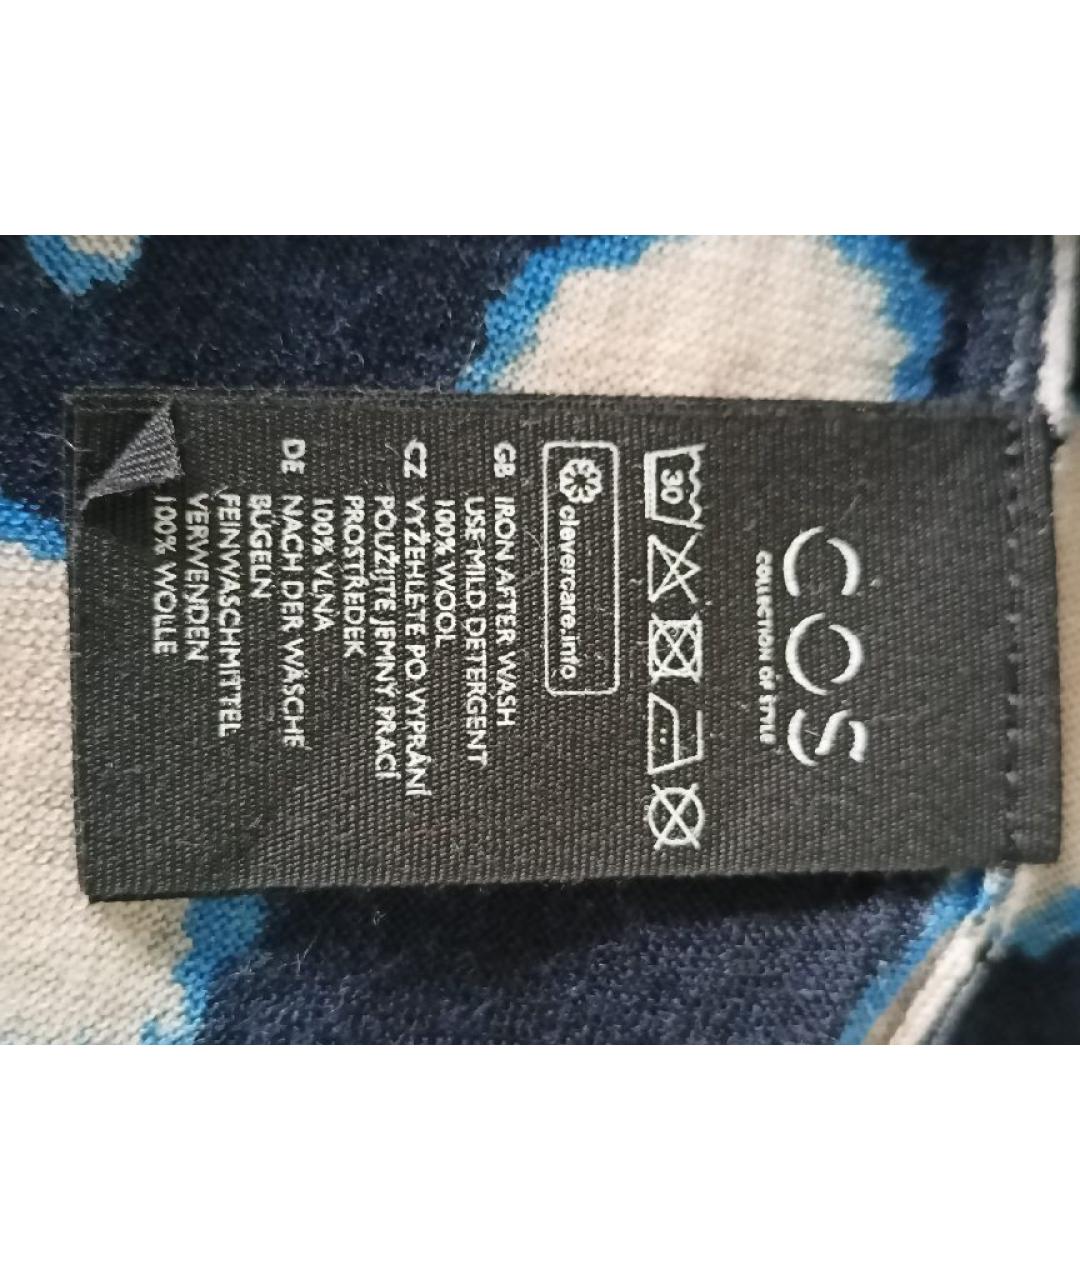 COS
COLLECTION OF STYLE
30
clevercare.info
GB IRON AFTER WASH
USE MILD DETERGENT
100% WOOL
CZ VYŽEHLETE PO VYPRÁNÍ
POUŽIJTE JEMNÝ PRACÍ
PROSTŘEDEK
100% VLNA
DE NACH DER WÄSCHE
BÜGELN
FEINWASCHMITTEL
VERWENDEN
100% WOLLE